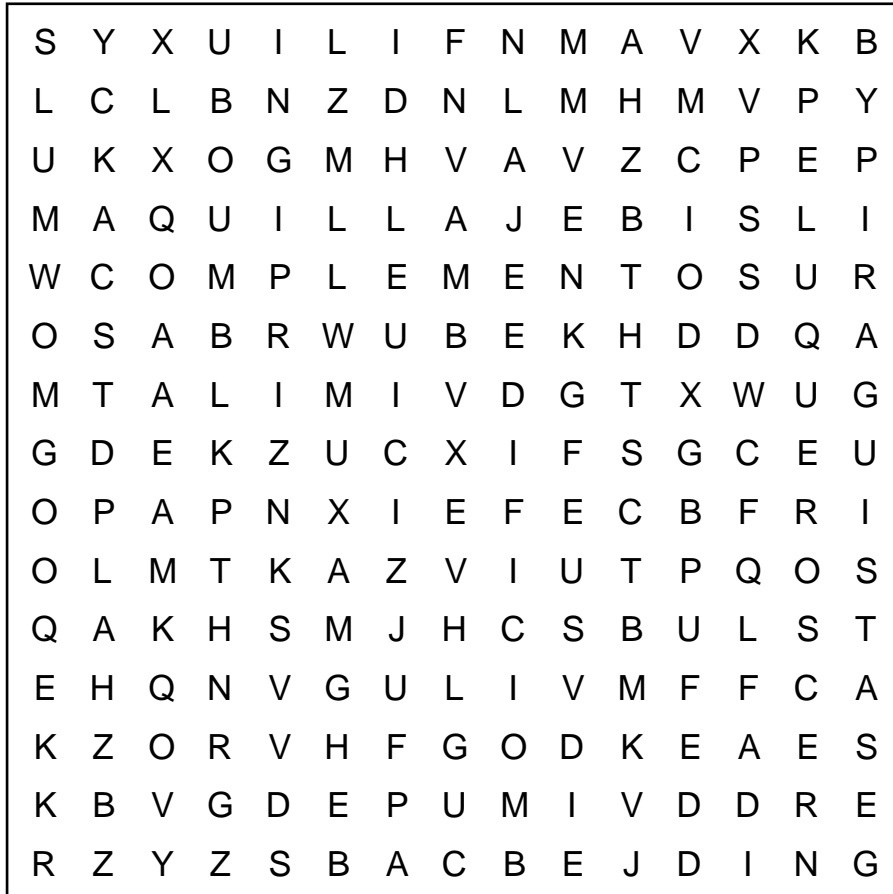 S Y X U I L I F N M A V X K B
L C L B N Z D N L M H M V P Y
U K X O G M H V A V Z C P E P
M A Q U I L L A J E B I S L I
W C O M P L E M E N T O S U R
O S A B R W U B E K H D D Q A
M T A L I M I V D G T X W U G
G D E K Z U C X I F S G C E U
O P A P N X I E F E C B F R I
O L M T K A Z V I U T P Q O S
Q A K H S M J H C S B U L S T
E H Q N V G U L I V M F F C A
K Z O R V H F G O D K E A E S
K B V G D E P U M I V D D R E
R Z Y Z S B A C B E J D I N G